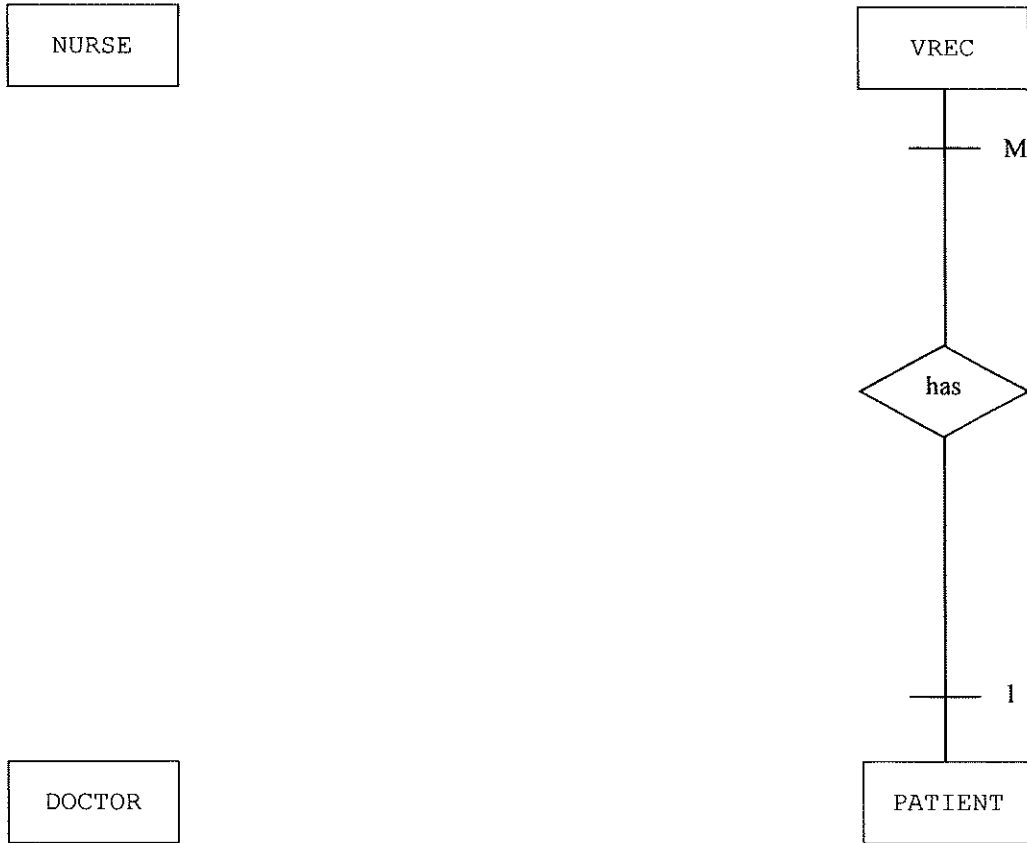 NURSE
VREC
M
has
1
DOCTOR
PATIENT